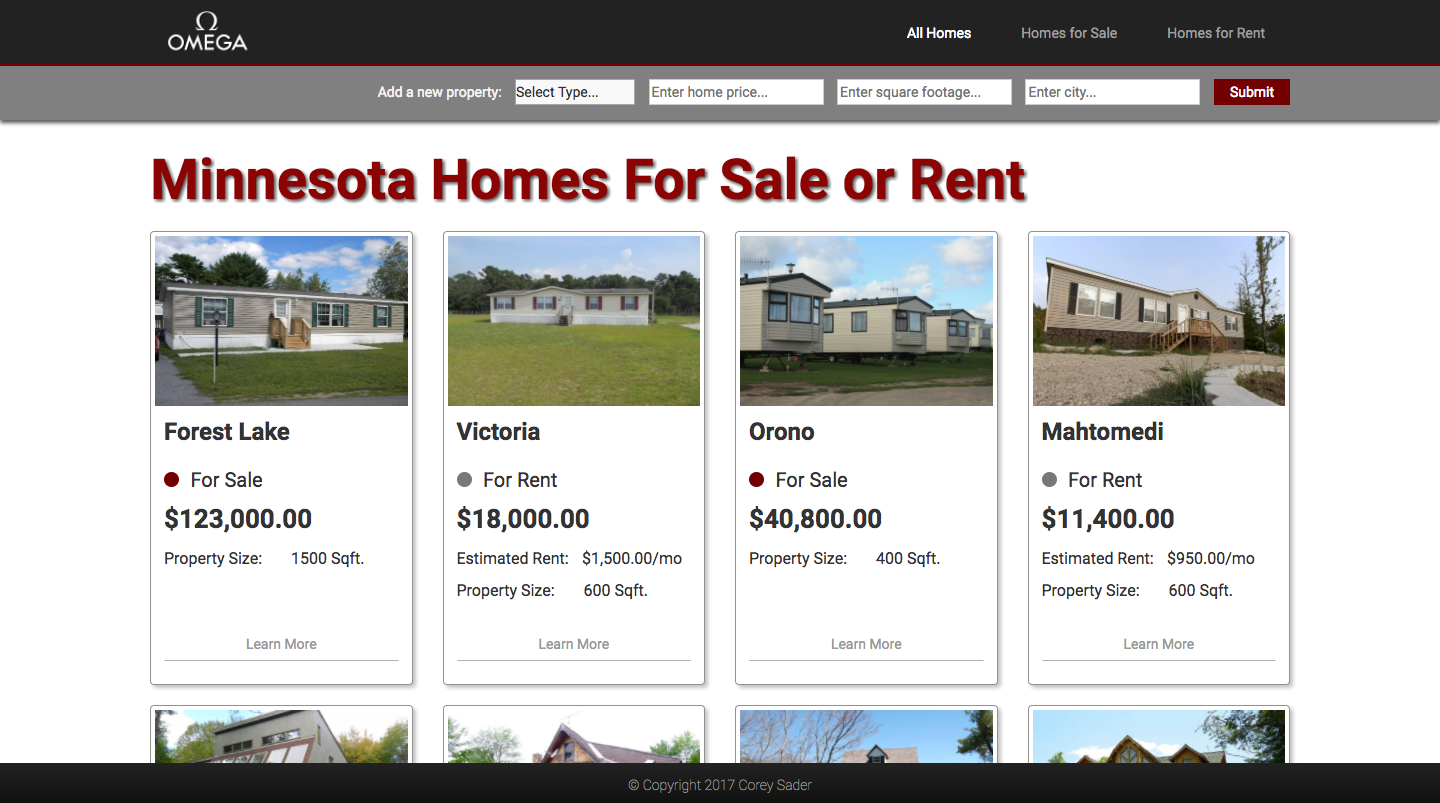 Ω
OMEGA
All Homes Homes for Sale Homes for Rent
Add a new property: Select Type... Enter home price... Enter square footage... Enter city... Submit
Minnesota Homes For Sale or Rent
Forest Lake
For Sale
$123,000.00
Property Size: 1500 Sqft.
Learn More
Victoria
For Rent
$18,000.00
Estimated Rent: $1,500.00/mo
Property Size: 600 Sqft.
Learn More
Orono
For Sale
$40,800.00
Property Size: 400 Sqft.
Learn More
Mahtomedi
For Rent
$11,400.00
Estimated Rent: $950.00/mo
Property Size: 600 Sqft.
Learn More
© Copyright 2017 Corey Sader